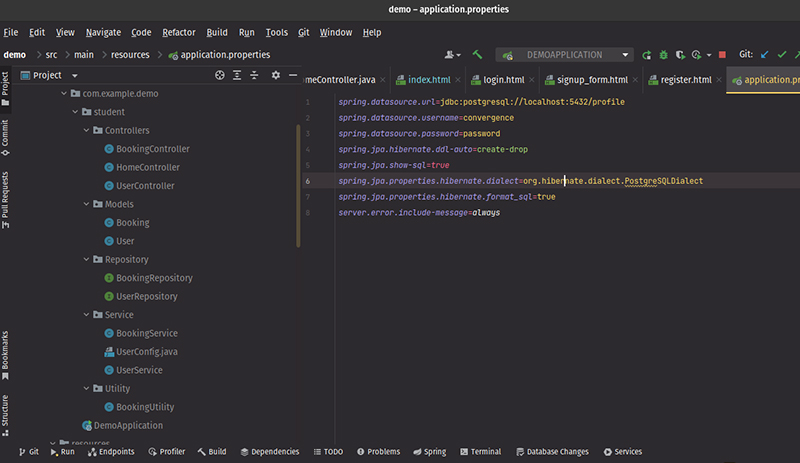 demo – application.properties
File Edit View Navigate Code Refactor Build Run Tools Git Window Help
demo src main resources application.properties DEMOAPPLICATION Git:
Project
Project
Commit
Pull Requests
Bookmarks
Structure
com.example.demo
student
Controllers
BookingController
HomeController
UserController
Models
Booking
User
Repository
BookingRepository
UserRepository
Service
BookingService
UserConfig.java
UserService
Utility
BookingUtility
DemoApplication
resources
omeController.java index.html login.html signup_form.html register.html application.pr
1 spring.datasource.url=jdbc:postgresql://localhost:5432/profile
2 spring.datasource.username=convergence
3 spring.datasource.password=password
4 spring.jpa.hibernate.ddl-auto=create-drop
5 spring.jpa.show-sql=true
6 spring.jpa.properties.hibernate.dialect=org.hibernate.dialect.PostgreSQLDialect
7 spring.jpa.properties.hibernate.format_sql=true
8 server.error.include-message=always
Git Run Endpoints Profiler Build Dependencies TODO Problems Spring Terminal Database Changes Services